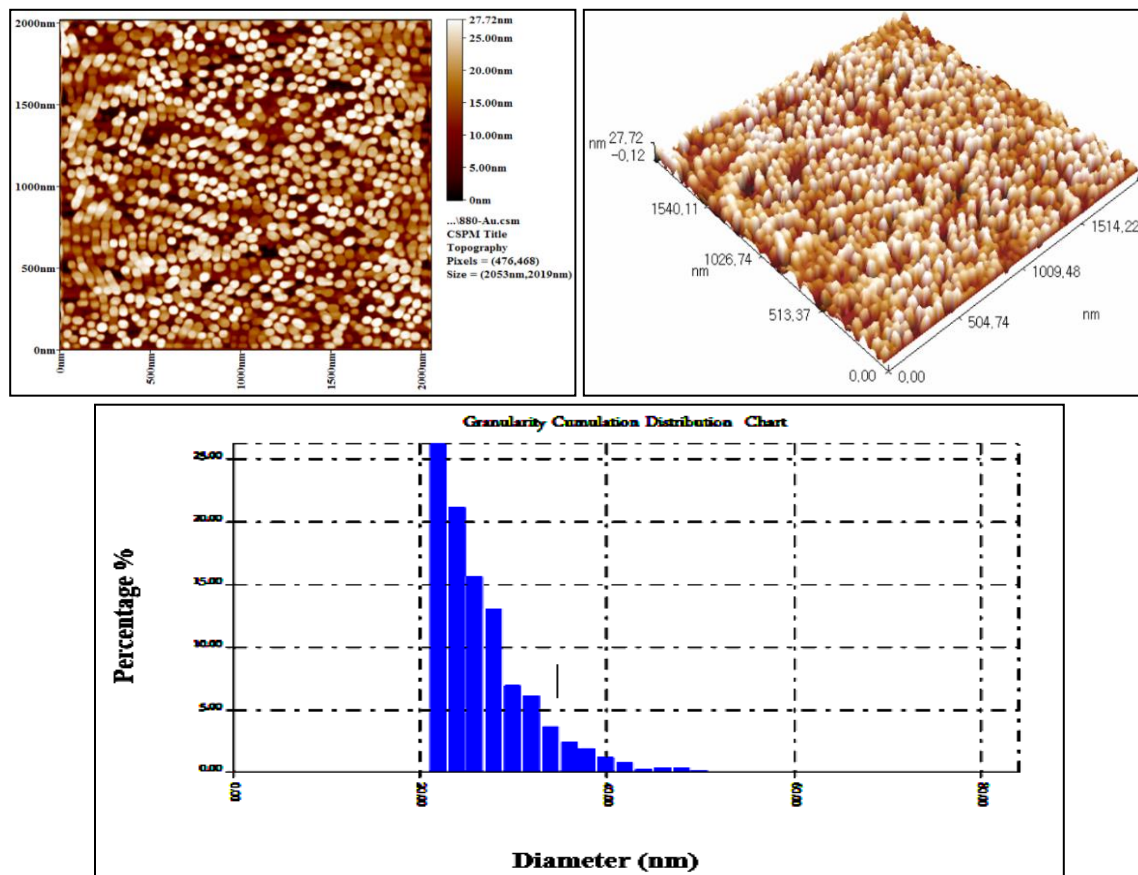 2000nm
1500nm
1000nm
500nm
0nm
0nm
500nm
1000nm
1500nm
2000nm
27.72nm
25.00nm
20.00nm
15.00nm
10.00nm
5.00nm
0nm
...\880-Au.csm
CSPM Title
Topography
Pixels = (476,468)
Size = (2053nm,2019nm)
nm 27.72
-0.12
1540.11
1026.74
nm
513.37
0.00
0.00
504.74
1009.48
nm
1514.22
Granularity Cumulation Distribution Chart
Percentage %
25.00
20.00
15.00
10.00
5.00
0.00
0.00
20.00
40.00
60.00
80.00
Diameter (nm)